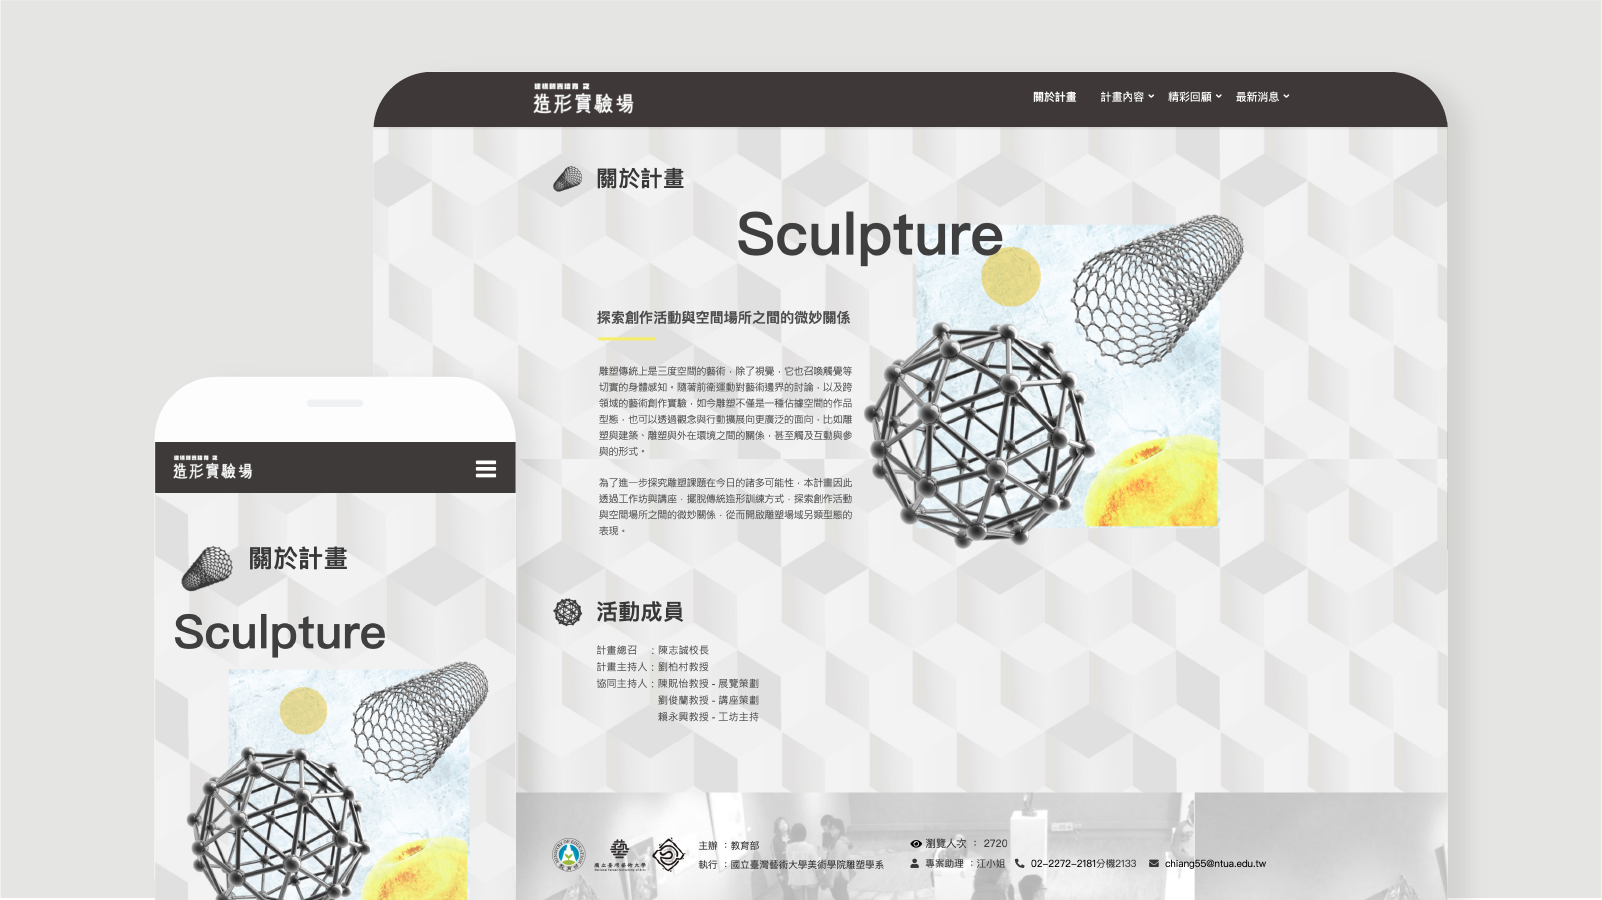 造形實驗場
關於計畫
計畫內容
精彩回顧
最新消息
關於計畫
Sculpture
探索創作活動與空間場所之間的微妙關係
雕塑傳統上是三度空間的藝術，除了視覺，它也召喚觸覺等
切實的身體感知。隨著前衛運動對藝術邊界的討論，以及跨
領域的藝術創作實驗，如今雕塑不僅是一種佔據空間的作品
型態，也可以透過觀念與行動擴展向更廣泛的面向，比如雕
塑與建築、雕塑與外在環境之間的關係，甚至觸及互動與參
與的形式。
為了進一步探究雕塑課題在今日的諸多可能性，本計畫因此
透過工作坊與講座，擺脫傳統造形訓練方式，探索創作活動
與空間場所之間的微妙關係，從而開啟雕塑場域另類型態的
表現。
活動成員
計畫總召　：陳志誠校長
計畫主持人：劉柏村教授
協同主持人：陳貺怡教授 - 展覽策劃
劉俊蘭教授 - 講座策劃
賴永興教授 - 工坊主持
國立臺灣藝術大學
主辦 ：教育部
執行 ：國立臺灣藝術大學美術學院雕塑學系
瀏覽人次 ： 2720
專案助理 ：江小姐
02-2272-2181分機2133
chiang55@ntua.edu.tw
造形實驗場
關於計畫
Sculpture